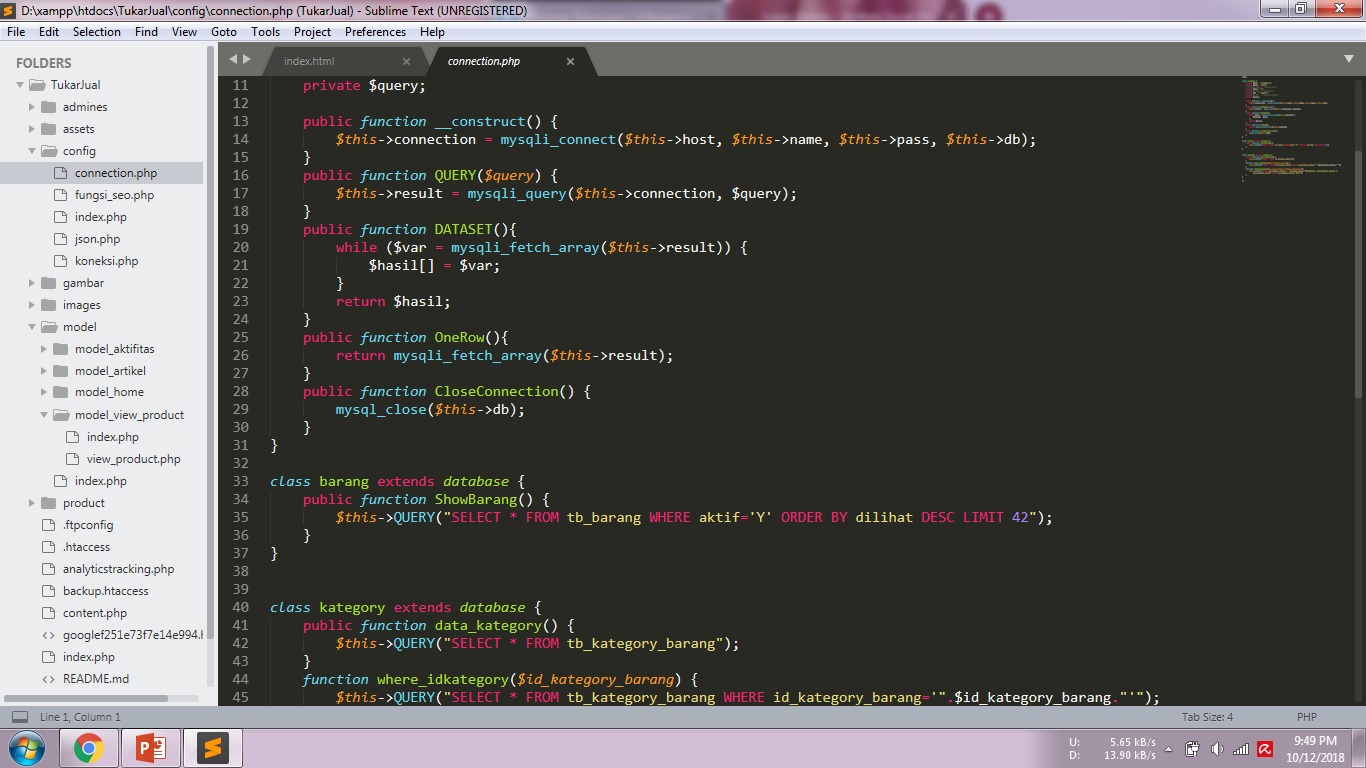 D:\xampp\htdocs\TukarJual\config\connection.php (TukarJual) - Sublime Text (UNREGISTERED)
File Edit Selection Find View Goto Tools Project Preferences Help
FOLDERS
TukarJual
admines
assets
config
connection.php
fungsi_seo.php
index.php
json.php
koneksi.php
gambar
images
model
model_aktifitas
model_artikel
model_home
model_view_product
index.php
view_product.php
index.php
product
.ftpconfig
.htaccess
analyticstracking.php
backup.htaccess
content.php
googlef251e73f7e14e994.h
index.php
README.md
index.html
connection.php
11 private $query;
12
13 public function __construct() {
14 $this->connection = mysqli_connect($this->host, $this->name, $this->pass, $this->db);
15 }
16 public function QUERY($query) {
17 $this->result = mysqli_query($this->connection, $query);
18 }
19 public function DATASET(){
20 while ($var = mysqli_fetch_array($this->result)) {
21 $hasil[] = $var;
22 }
23 return $hasil;
24 }
25 public function OneRow(){
26 return mysqli_fetch_array($this->result);
27 }
28 public function CloseConnection() {
29 mysql_close($this->db);
30 }
31 }
32
33 class barang extends database {
34 public function ShowBarang() {
35 $this->QUERY("SELECT * FROM tb_barang WHERE aktif='Y' ORDER BY dilihat DESC LIMIT 42");
36 }
37 }
38
39
40 class kategory extends database {
41 public function data_kategory() {
42 $this->QUERY("SELECT * FROM tb_kategory_barang");
43 }
44 function where_idkategory($id_kategory_barang) {
45 $this->QUERY("SELECT * FROM tb_kategory_barang WHERE id_kategory_barang='".$id_kategory_barang."'");
Line 1, Column 1
Tab Size: 4
PHP
U: 5.65 kB/s
D: 13.90 kB/s
9:49 PM
10/12/2018